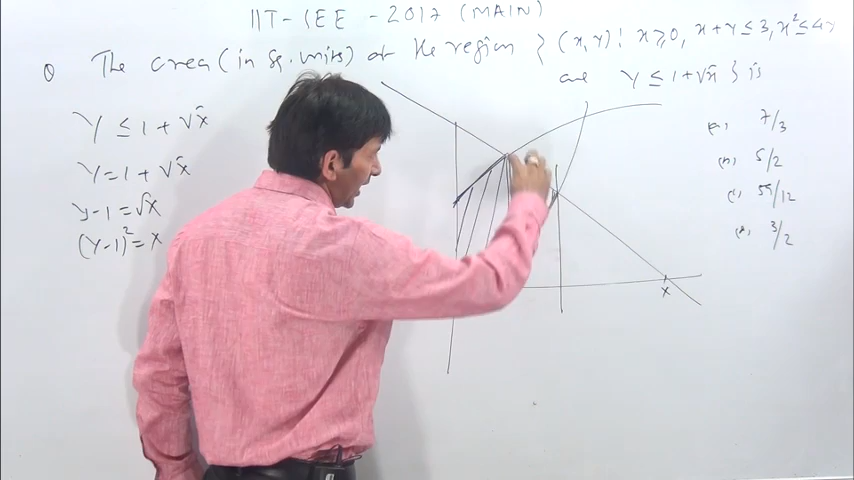 IIT-JEE - 2017 (MAIN)
Q The area (in sq. units) of the region { (x, y) : x ≥ 0, x + y ≤ 3, x² ≤ 4y
and y ≤ 1 + √x } is
y ≤ 1 + √x
y = 1 + √x
y - 1 = √x
(y - 1)² = x
(a) 7/3
(b) 5/2
(c) 59/12
(d) 3/2
x